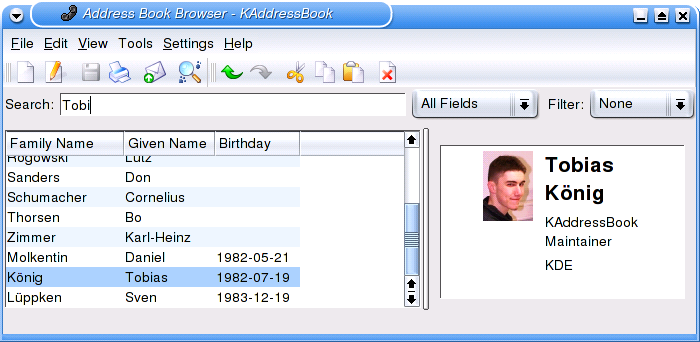 Address Book Browser - KAddressBook
File Edit View Tools Settings Help
Search: Tobi All Fields Filter: None
Family Name Given Name Birthday
Rogowski Lutz
Sanders Don
Schumacher Cornelius
Thorsen Bo
Zimmer Karl-Heinz
Molkentin Daniel 1982-05-21
König Tobias 1982-07-19
Lüppken Sven 1983-12-19
Tobias
König
KAddressBook
Maintainer
KDE